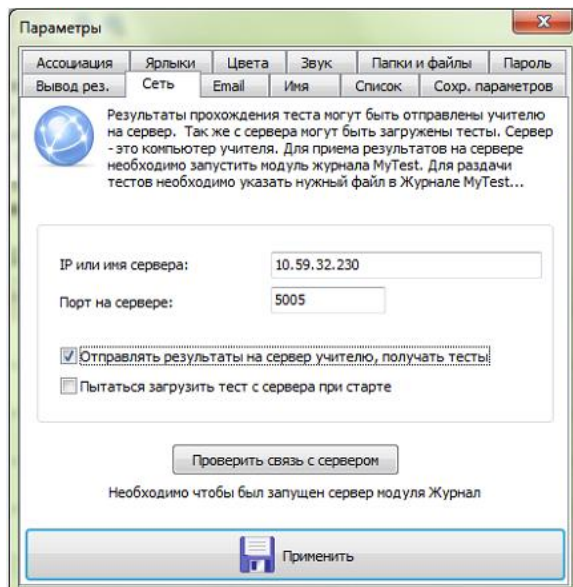 Параметры
Ассоциация Ярлыки Цвета Звук Папки и файлы Пароль
Вывод рез. Сеть Email Имя Список Сохр. параметров
Результаты прохождения теста могут быть отправлены учителю
на сервер. Так же с сервера могут быть загружены тесты. Сервер
- это компьютер учителя. Для приема результатов на сервере
необходимо запустить модуль журнала MyTest. Для раздачи
тестов необходимо указать нужный файл в Журнале MyTest...
IP или имя сервера: 10.59.32.230
Порт на сервере: 5005
Отправлять результаты на сервер учителю, получать тесты
Пытаться загрузить тест с сервера при старте
Проверить связь с сервером
Необходимо чтобы был запущен сервер модуля Журнал
Применить